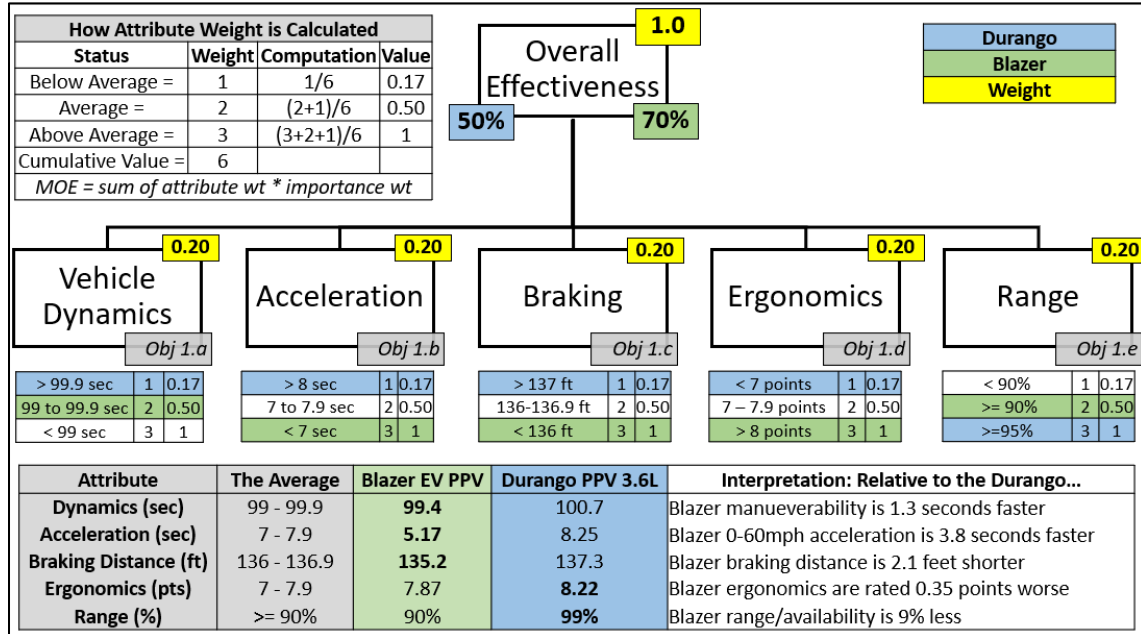 How Attribute Weight is Calculated
Status Weight Computation Value
Below Average = 1 1/6 0.17
Average = 2 (2+1)/6 0.50
Above Average = 3 (3+2+1)/6 1
Cumulative Value = 6
MOE = sum of attribute wt * importance wt
1.0
Overall
Effectiveness
50% 70%
Durango
Blazer
Weight
0.20
Vehicle
Dynamics
Obj 1.a
> 99.9 sec 1 0.17
99 to 99.9 sec 2 0.50
< 99 sec 3 1
0.20
Acceleration
Obj 1.b
> 8 sec 1 0.17
7 to 7.9 sec 2 0.50
< 7 sec 3 1
0.20
Braking
Obj 1.c
> 137 ft 1 0.17
136-136.9 ft 2 0.50
< 136 ft 3 1
0.20
Ergonomics
Obj 1.d
< 7 points 1 0.17
7 – 7.9 points 2 0.50
> 8 points 3 1
0.20
Range
Obj 1.e
< 90% 1 0.17
>= 90% 2 0.50
>=95% 3 1
Attribute The Average Blazer EV PPV Durango PPV 3.6L Interpretation: Relative to the Durango...
Dynamics (sec) 99 - 99.9 99.4 100.7 Blazer manueverability is 1.3 seconds faster
Acceleration (sec) 7 - 7.9 5.17 8.25 Blazer 0-60mph acceleration is 3.8 seconds faster
Braking Distance (ft) 136 - 136.9 135.2 137.3 Blazer braking distance is 2.1 feet shorter
Ergonomics (pts) 7 - 7.9 7.87 8.22 Blazer ergonomics are rated 0.35 points worse
Range (%) >= 90% 90% 99% Blazer range/availability is 9% less